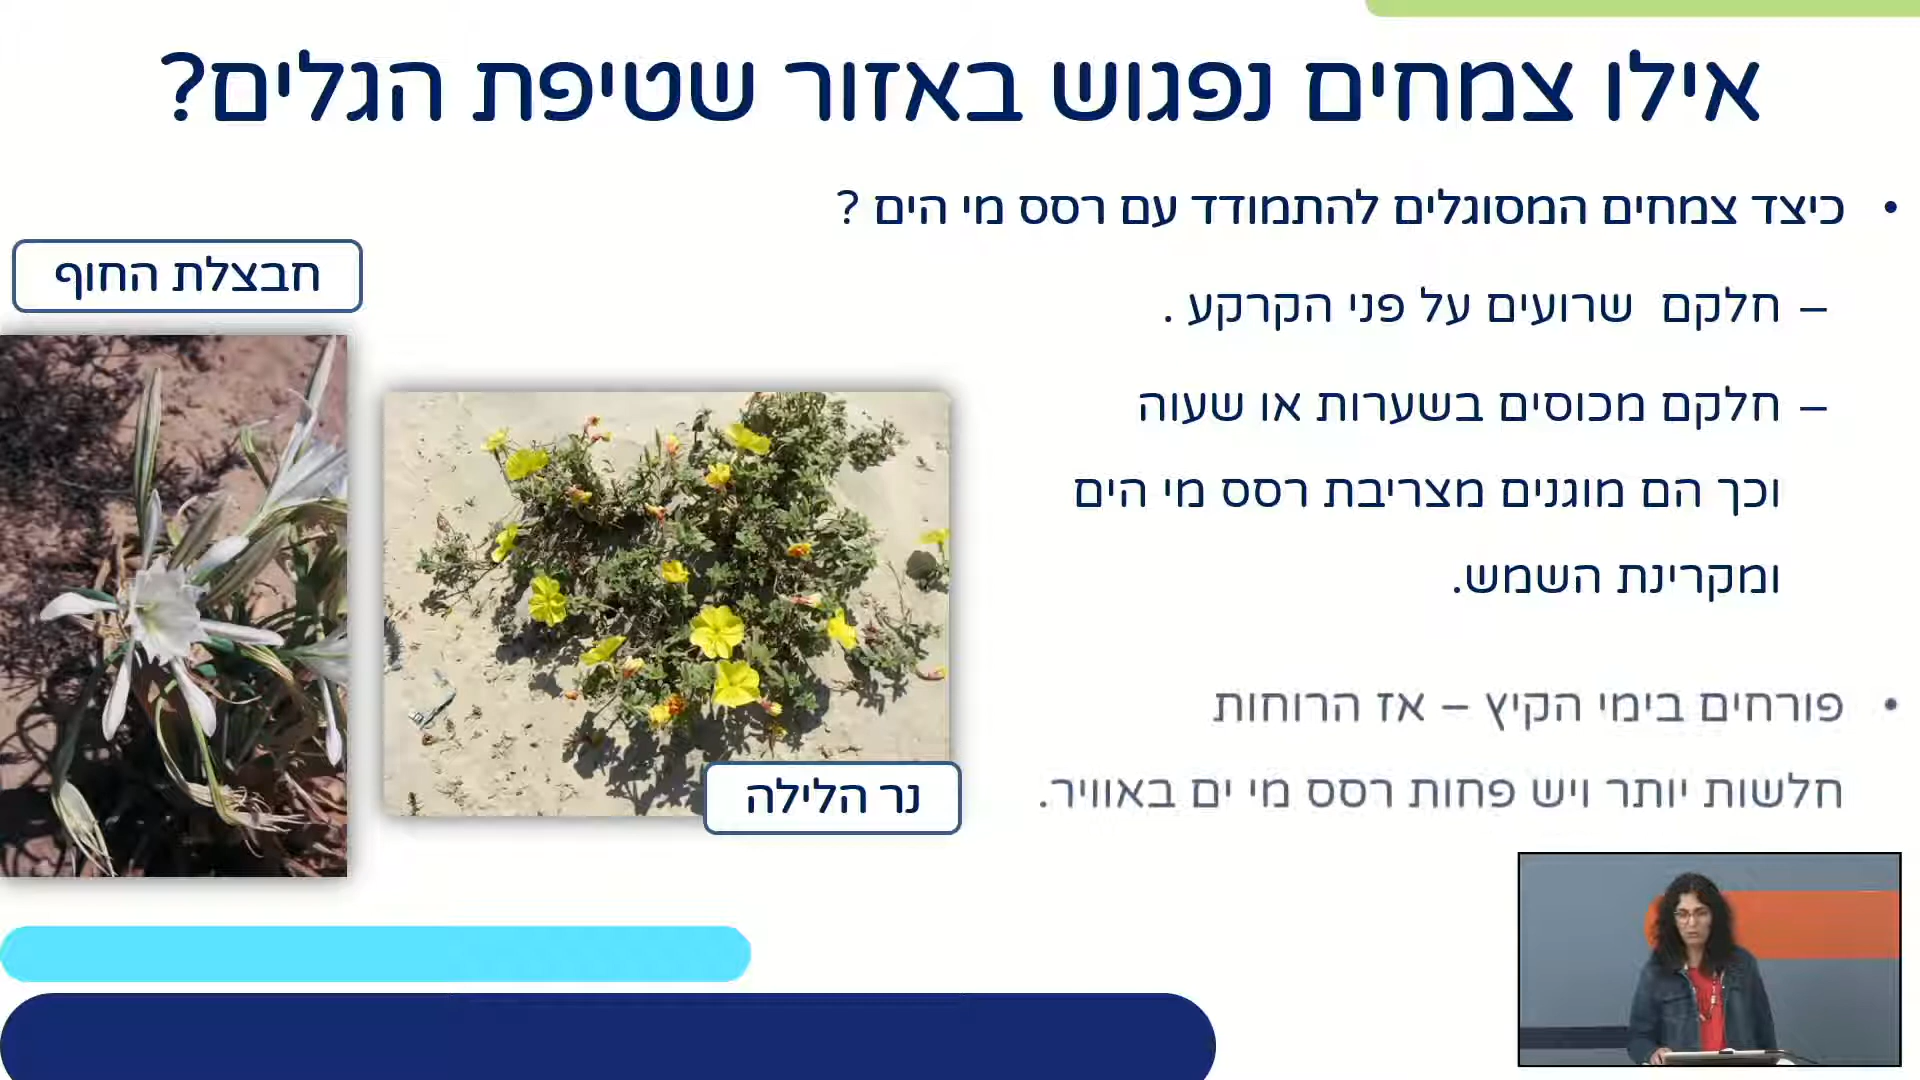 אילו צמחים נפגוש באזור שטיפת הגלים?
• כיצד צמחים המסוגלים להתמודד עם רסס מי הים ?
– חלקם שרועים על פני הקרקע .
– חלקם מכוסים בשערות או שעוה
וכך הם מוגנים מצריבת רסס מי הים
ומקרינת השמש.
• פורחים בימי הקיץ – אז הרוחות
חלשות יותר ויש פחות רסס מי ים באוויר.
חבצלת החוף
נר הלילה